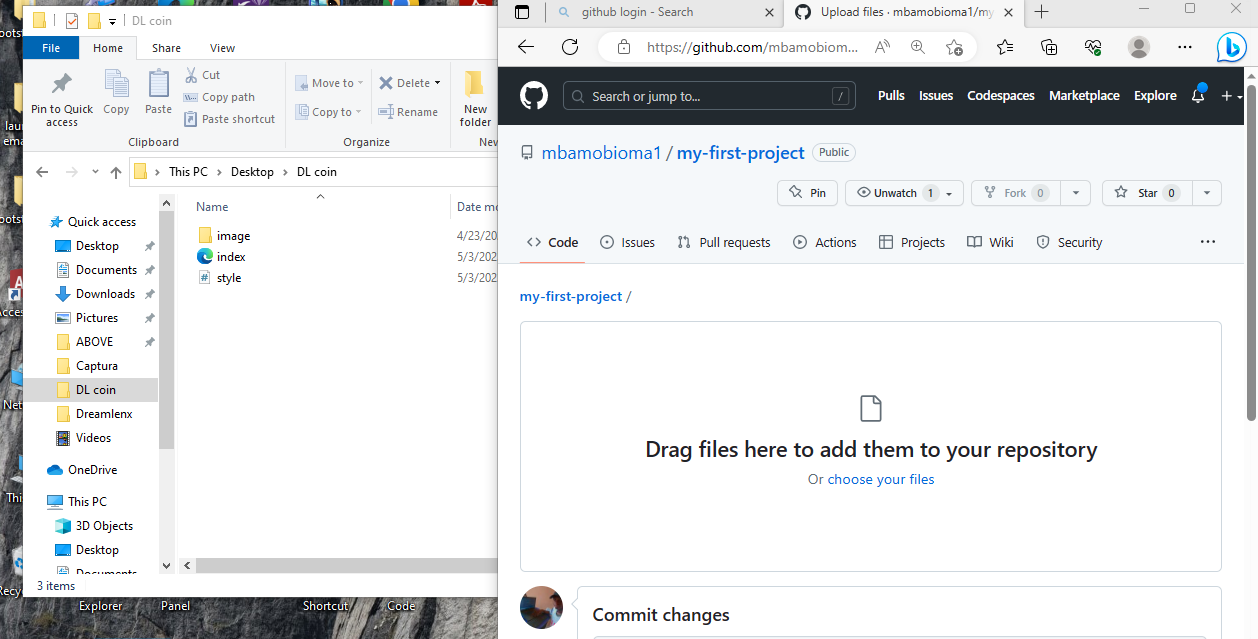 DL coin
File Home Share View
Pin to Quick access
Copy
Paste
Cut
Copy path
Paste shortcut
Clipboard
Move to
Copy to
Delete
Rename
Organize
New folder
New
This PC > Desktop > DL coin
Name
Date mo
image 4/23/20
index 5/3/202
style 5/3/202
Quick access
Desktop
Documents
Downloads
Pictures
ABOVE
Captura
DL coin
Dreamlenx
Videos
OneDrive
This PC
3D Objects
Desktop
Documents
3 items
Explorer Panel Shortcut Code
github login - Search
Upload files · mbamobioma1/my
https://github.com/mbamobiom...
Search or jump to... /
Pulls Issues Codespaces Marketplace Explore
mbamobioma1 / my-first-project Public
Pin Unwatch 1 Fork 0 Star 0
Code Issues Pull requests Actions Projects Wiki Security ...
my-first-project /
Drag files here to add them to your repository
Or choose your files
Commit changes